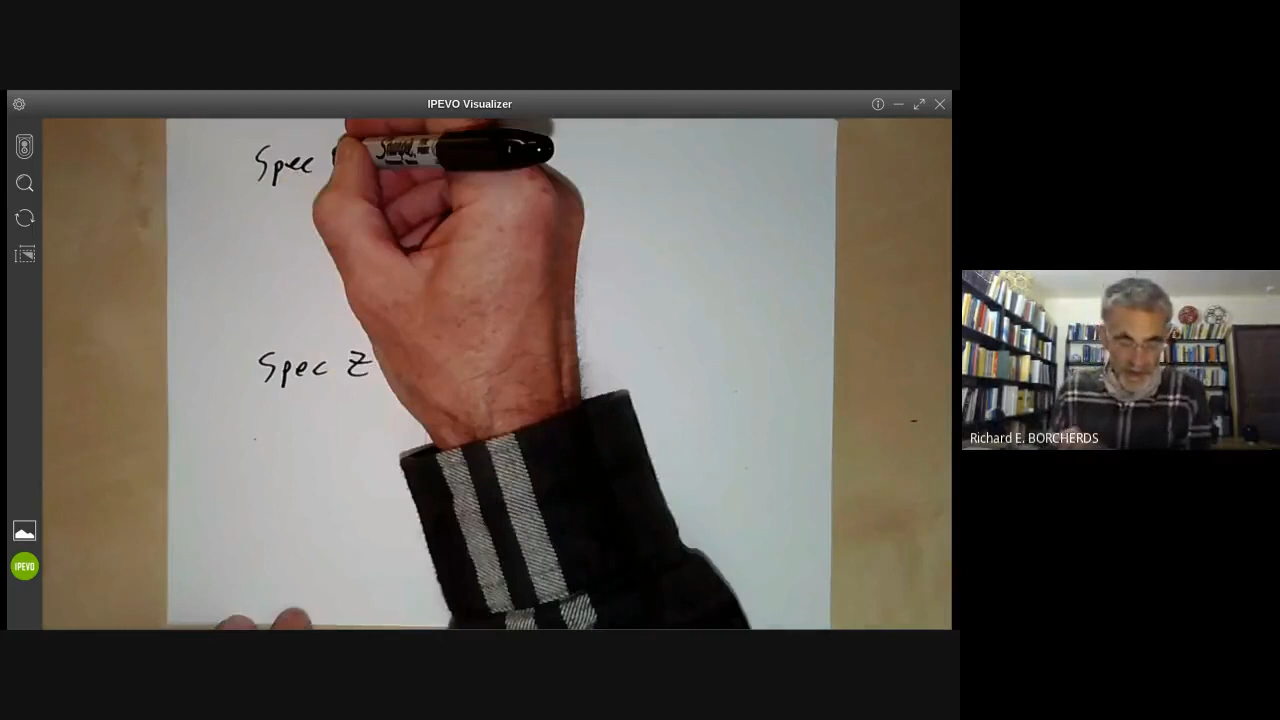 IPEVO Visualizer
Spec
Spec Z
IPEVO
Richard E. BORCHERDS